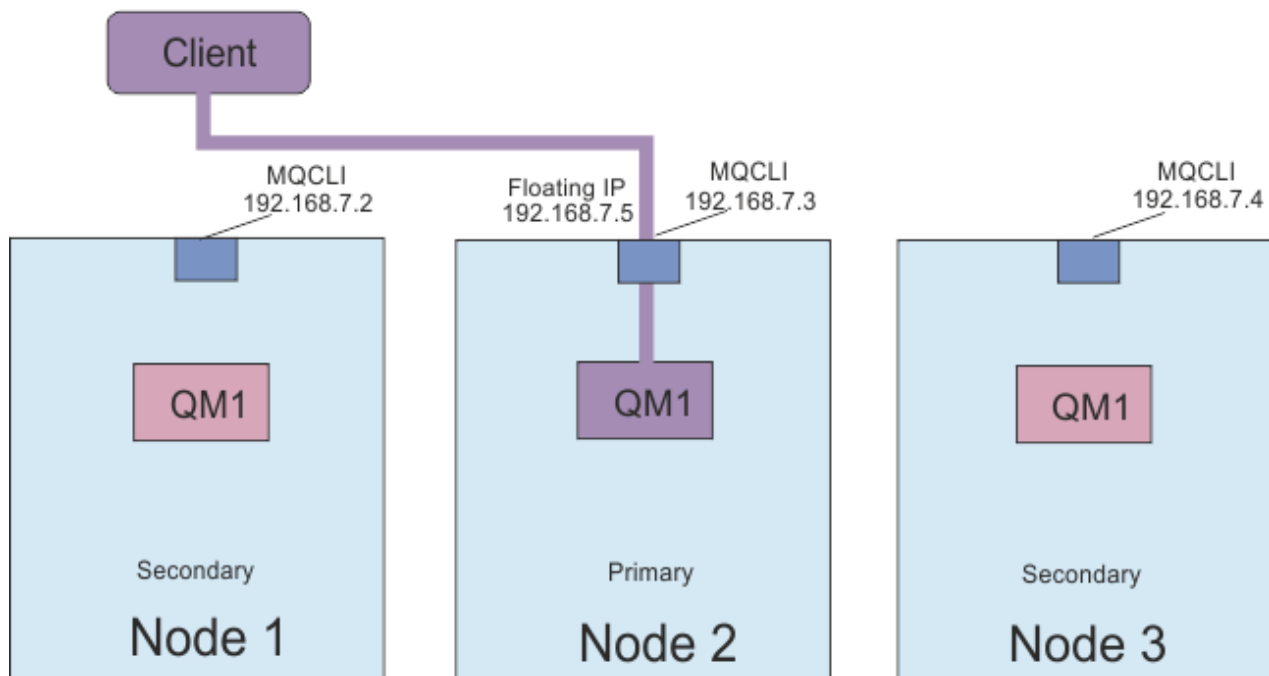 Client
MQCLI
192.168.7.2
Floating IP
192.168.7.5
MQCLI
192.168.7.3
MQCLI
192.168.7.4
QM1
QM1
QM1
Secondary
Primary
Secondary
Node 1
Node 2
Node 3